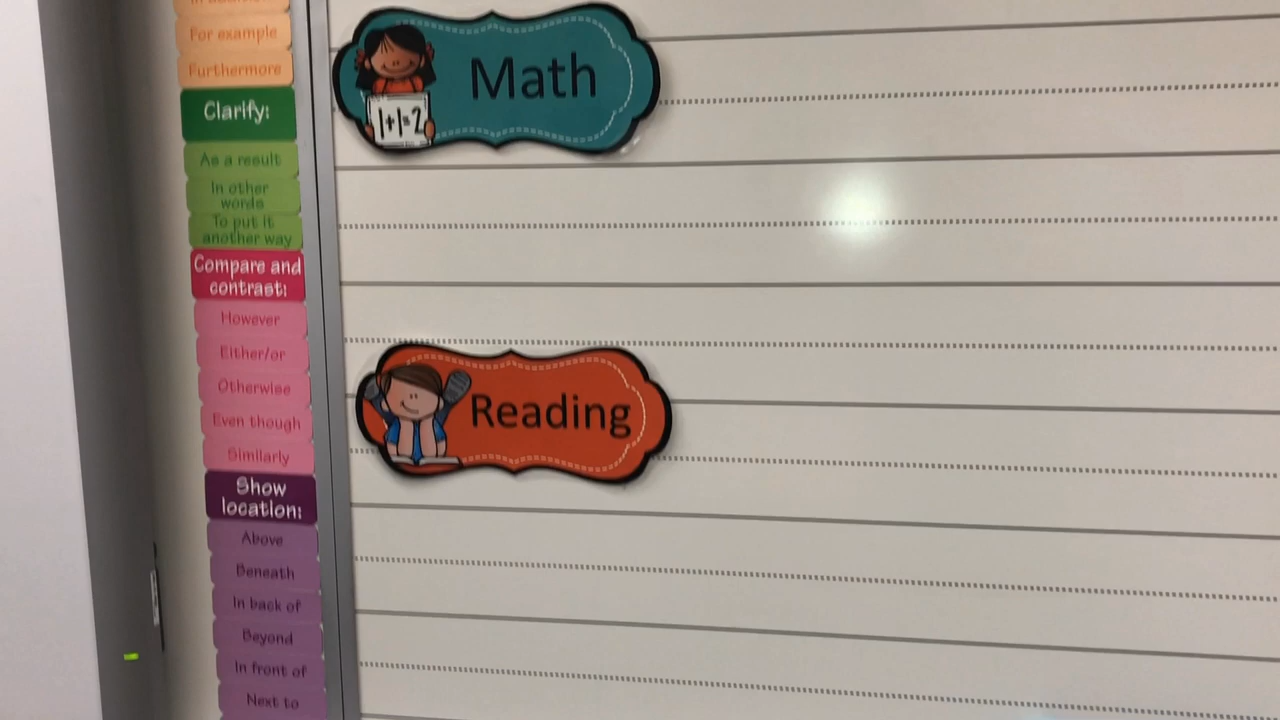 For example
Furthermore
Clarify:
As a result
In other
words
To put it
another way
Compare and
contrast:
However
Either/or
Otherwise
Even though
Similarly
Show
location:
Above
Beneath
In back of
Beyond
In front of
Next to
Math
1+1=2
Reading